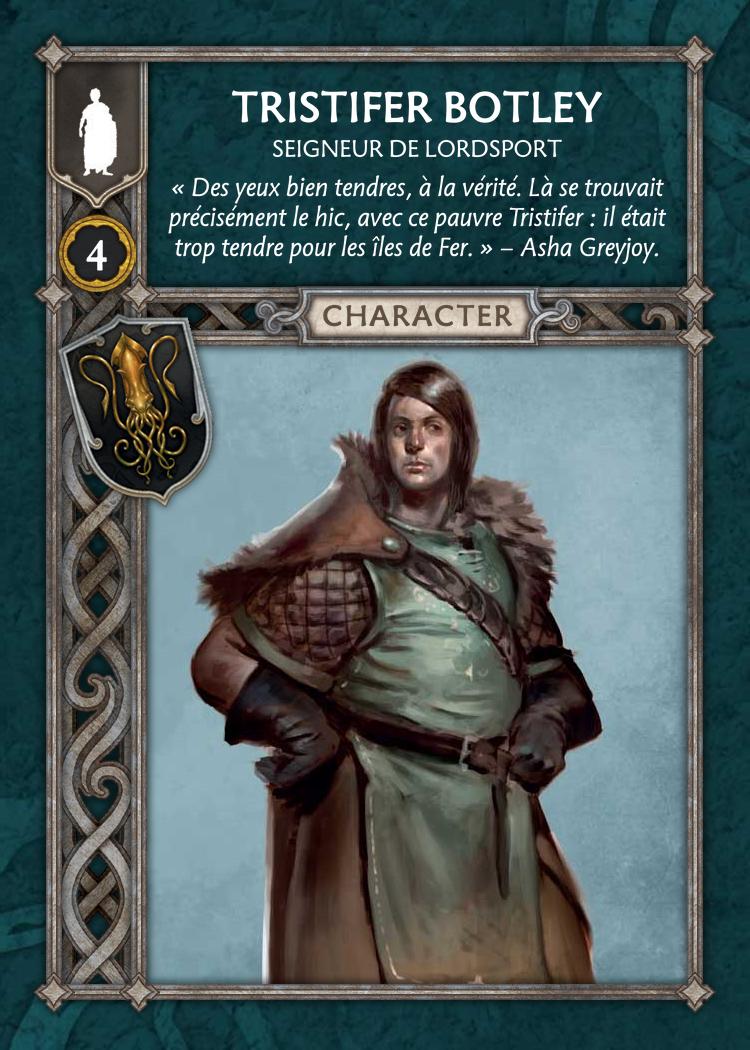 TRISTIFER BOTLEY
SEIGNEUR DE LORDSPORT
« Des yeux bien tendres, à la vérité. Là se trouvait
précisément le hic, avec ce pauvre Tristifer : il était
trop tendre pour les îles de Fer. » – Asha Greyjoy.
4
CHARACTER